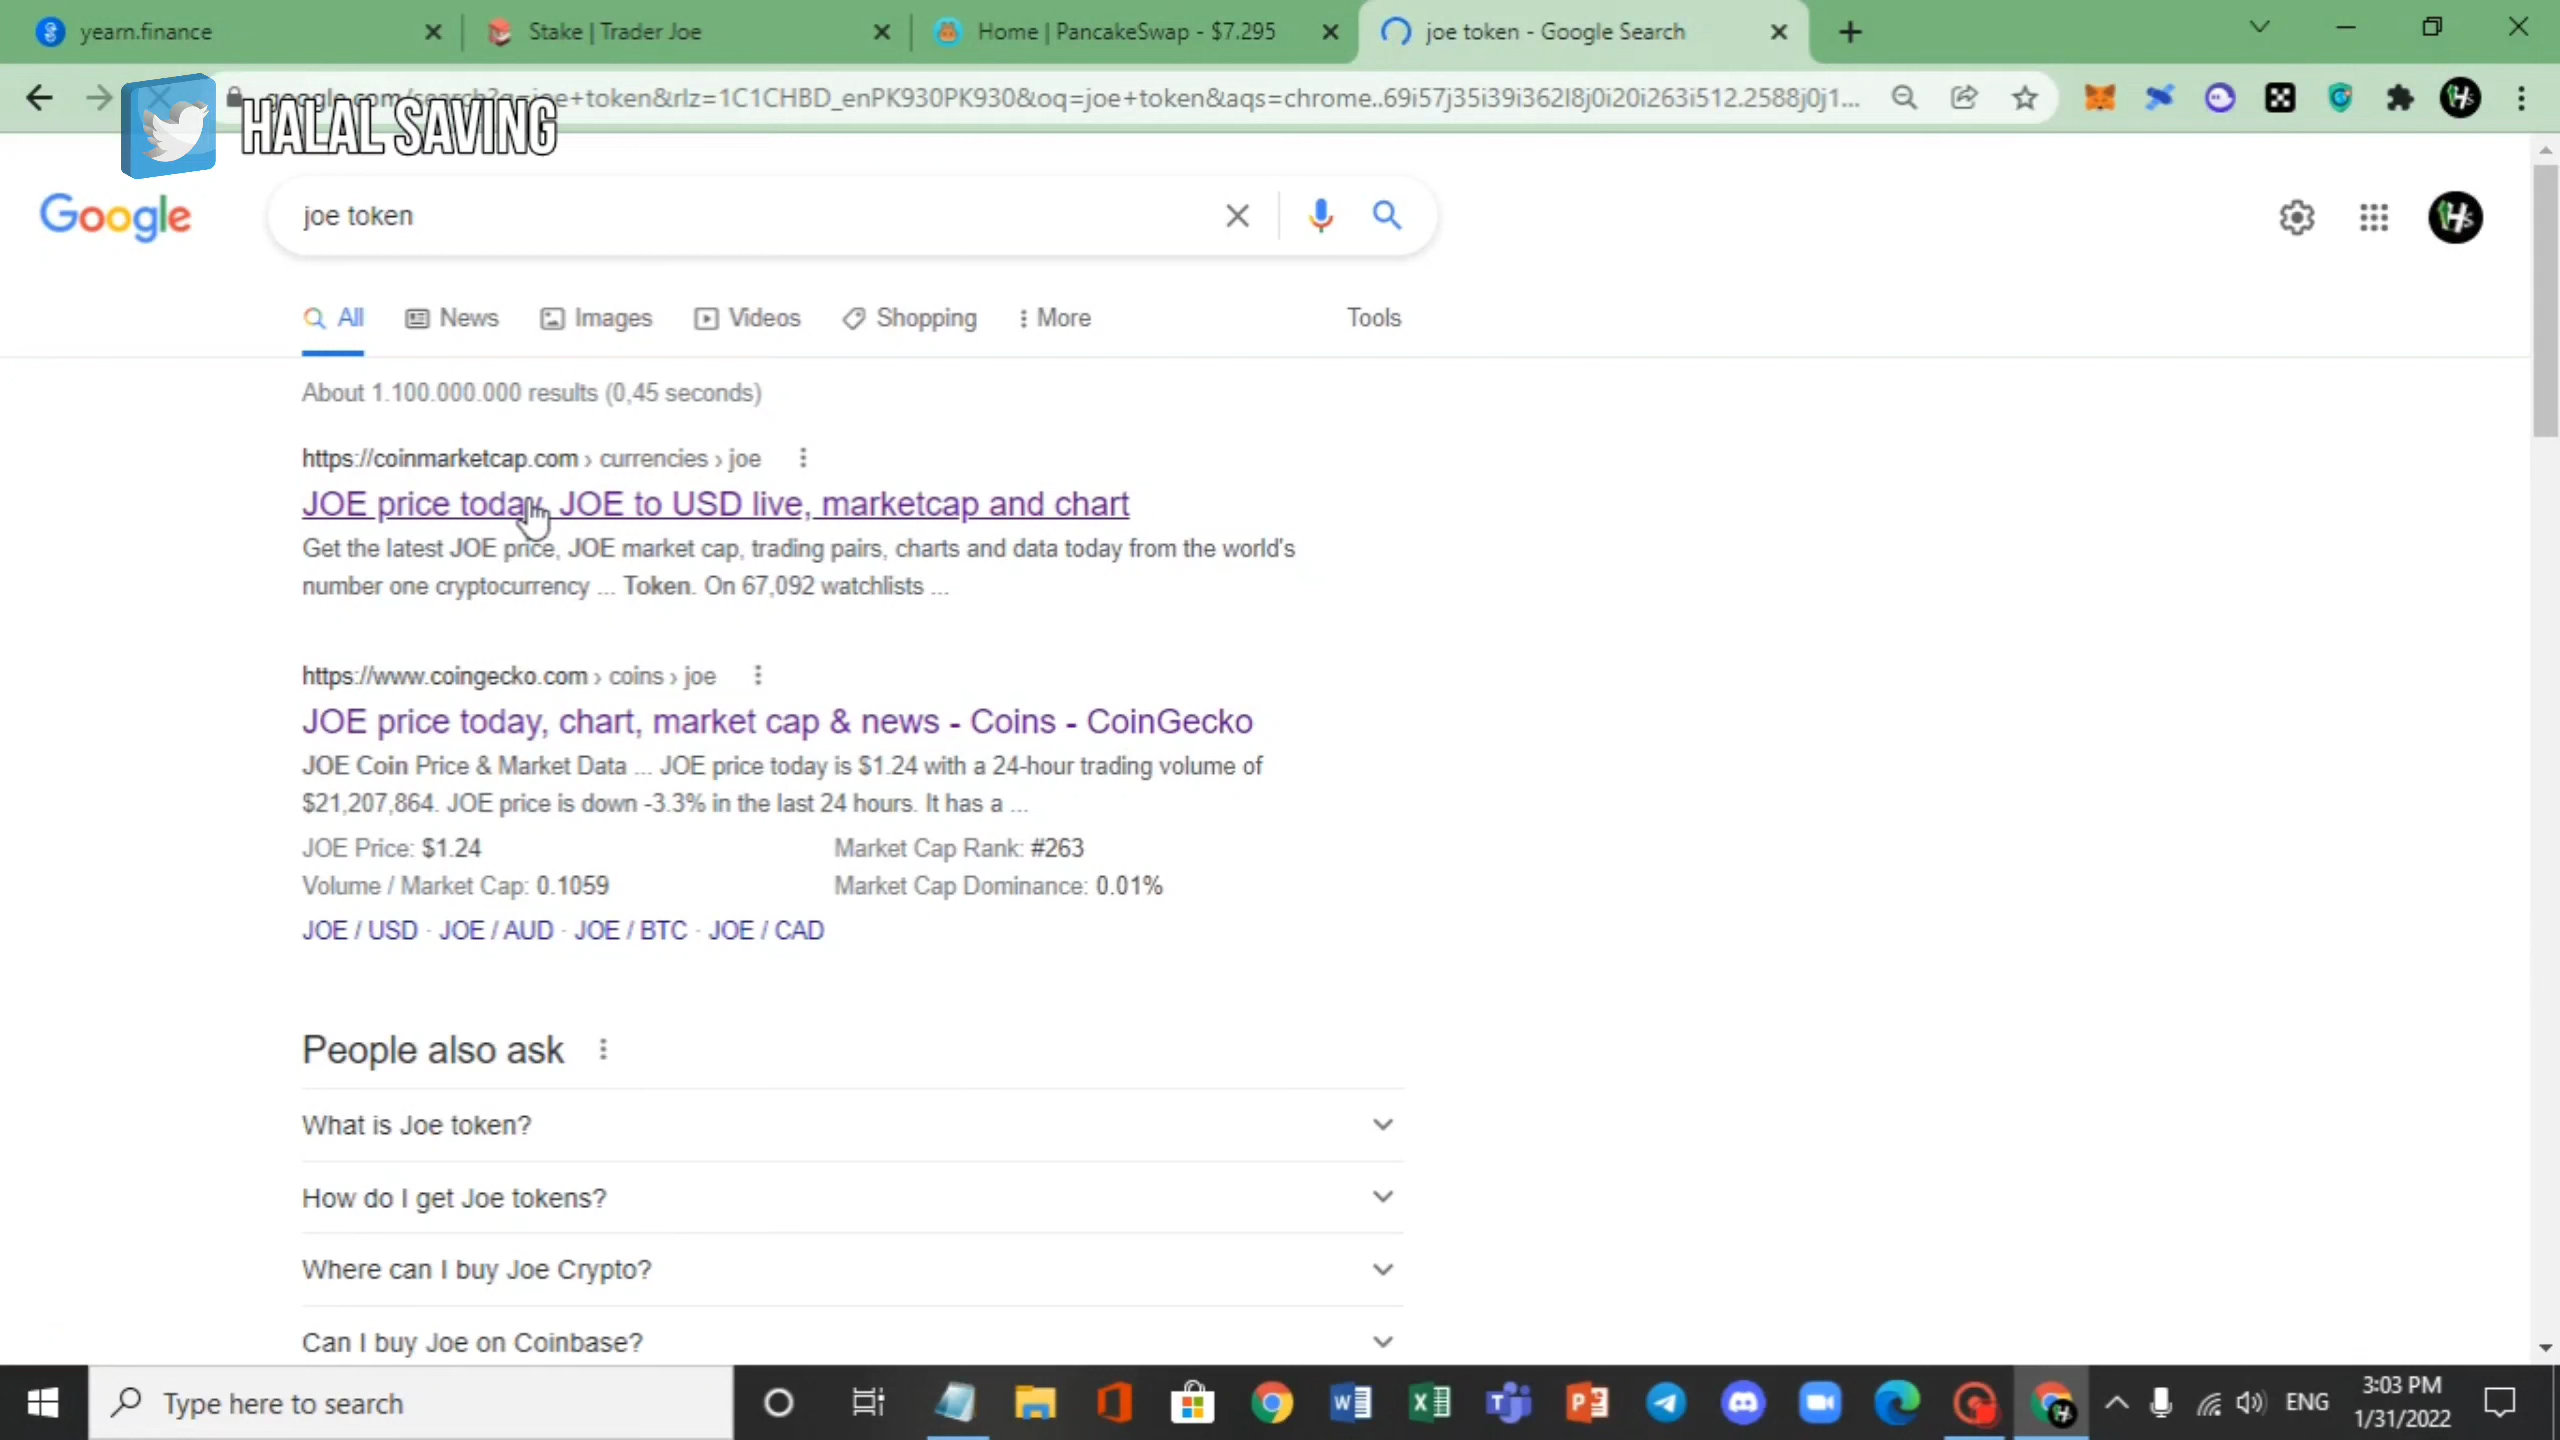 yearn.finance
Stake | Trader Joe
Home | PancakeSwap - $7.295
joe token - Google Search
HALAL SAVING
google.com/search?q=joe+token&rlz=1C1CHBD_enPK930PK930&oq=joe+token&aqs=chrome..69i57j35i39i362l8j0i20i263i512.2588j0j1...
Google
joe token
All
News
Images
Videos
Shopping
More
Tools
About 1.100.000.000 results (0,45 seconds)
https://coinmarketcap.com › currencies › joe
JOE price today, JOE to USD live, marketcap and chart
Get the latest JOE price, JOE market cap, trading pairs, charts and data today from the world's
number one cryptocurrency ... Token. On 67,092 watchlists ...
https://www.coingecko.com › coins › joe
JOE price today, chart, market cap & news - Coins - CoinGecko
JOE Coin Price & Market Data ... JOE price today is $1.24 with a 24-hour trading volume of
$21,207,864. JOE price is down -3.3% in the last 24 hours. It has a ...
JOE Price: $1.24
Market Cap Rank: #263
Volume / Market Cap: 0.1059
Market Cap Dominance: 0.01%
JOE / USD · JOE / AUD · JOE / BTC · JOE / CAD
People also ask
What is Joe token?
How do I get Joe tokens?
Where can I buy Joe Crypto?
Can I buy Joe on Coinbase?
Type here to search
ENG
3:03 PM
1/31/2022